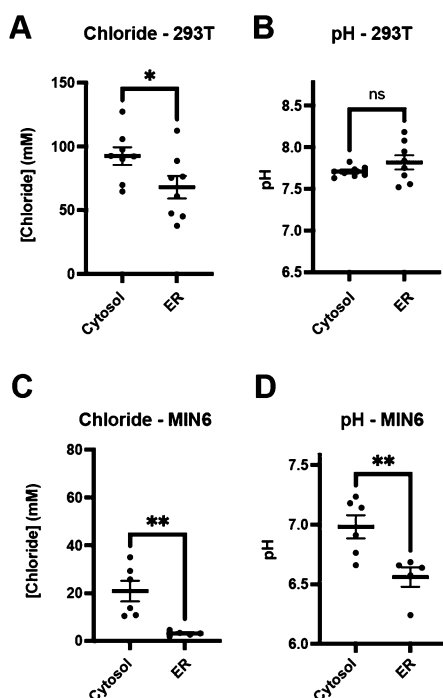 A
Chloride - 293T
*
[Chloride] (mM)
150
100
50
0
Cytosol
ER
B
pH - 293T
ns
pH
8.5
8.0
7.5
7.0
6.5
Cytosol
ER
C
Chloride - MIN6
**
[Chloride] (mM)
80
60
40
20
0
Cytosol
ER
D
pH - MIN6
**
pH
7.5
7.0
6.5
6.0
Cytosol
ER